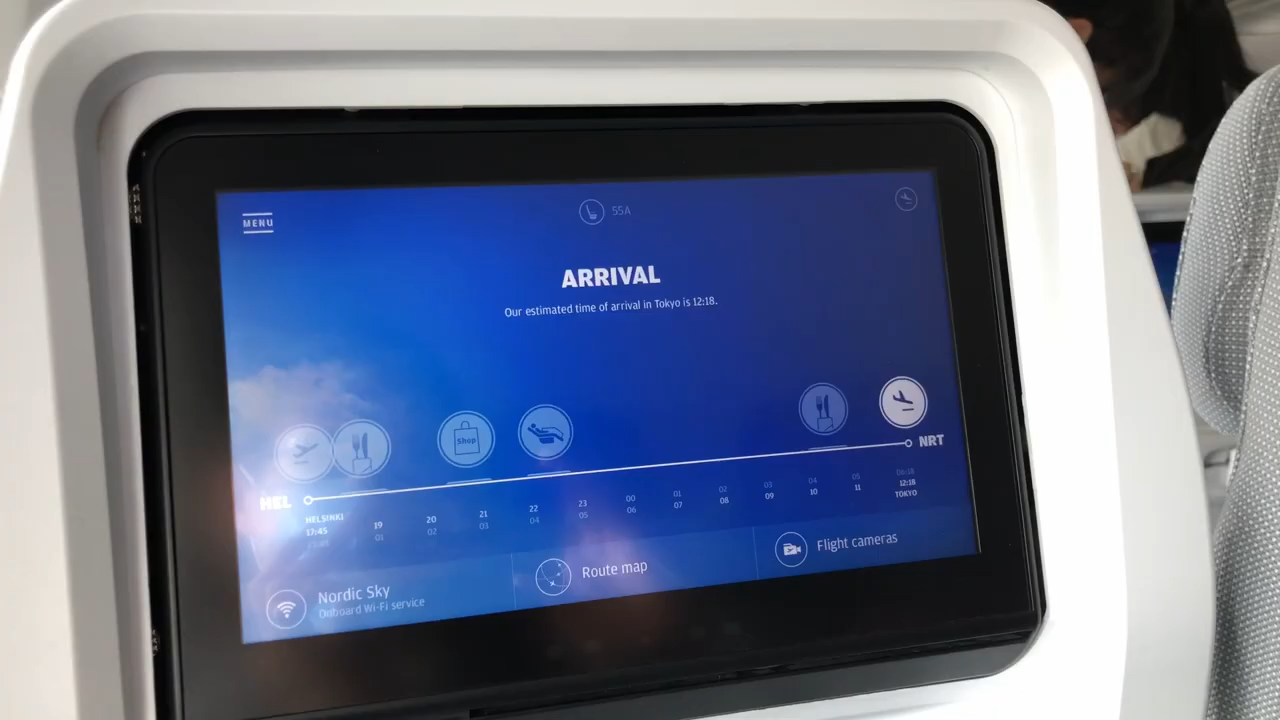 MENU
55A
ARRIVAL
Our estimated time of arrival in Tokyo is 12:18.
Shop
HEL
NRT
HELSINKI
17:45
19
01
20
02
21
03
22
04
23
05
00
06
01
07
02
08
03
09
04
10
05
11
06:18
12:18
TOKYO
Nordic Sky
Onboard Wi-Fi service
Route map
Flight cameras